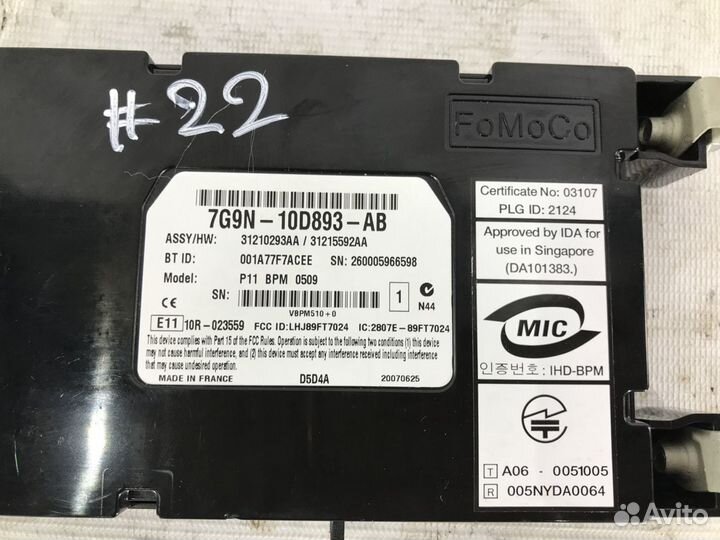 #22
FoMoCo
7G9N-10D893-AB
ASSY/HW: 31210293AA / 31215592AA
BT ID: 001A77F7ACEE SN: 260005966598
Model: P11 BPM 0509
SN: 1 N44
VBPM510+0
E11 10R-023559 FCC ID:LHJ89FT7024 IC:2807E-89FT7024
This device complies with Part 15 of the FCC Rules. Operation is subject to the following two conditions (1) this device
may not cause harmful interference, and (2) this device must accept any interference received, including interference
that may cause undesired operation.
MADE IN FRANCE D5D4A 20070625
Certificate No: 03107
PLG ID: 2124
Approved by IDA for
use in Singapore
(DA101383.)
MIC
인증번호: IHD-BPM
T A06 - 0051005
R 005NYDA0064
Avito